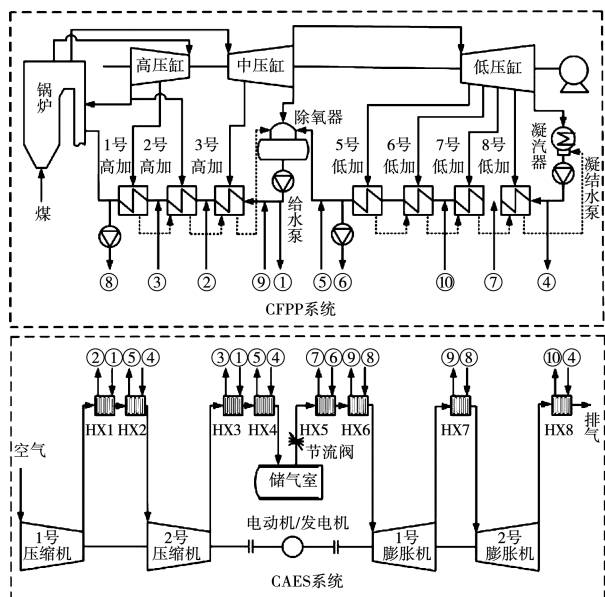 高压缸
中压缸
低压缸
锅炉
除氧器
凝汽器
1号高加
2号高加
3号高加
5号低加
6号低加
7号低加
8号低加
给水泵
凝结水泵
煤
⑧
③
②
⑨
①
⑤
⑥
⑩
⑦
④
CFPP系统
② ① ⑤ ④
③ ① ⑤ ④
⑦ ⑥ ⑨ ⑧
⑨ ⑧
⑩ ④
HX1
HX2
HX3
HX4
HX5
HX6
HX7
HX8
排气
节流阀
空气
储气室
电动机/发电机
1号
压缩机
2号
压缩机
1号
膨胀机
2号
膨胀机
CAES系统